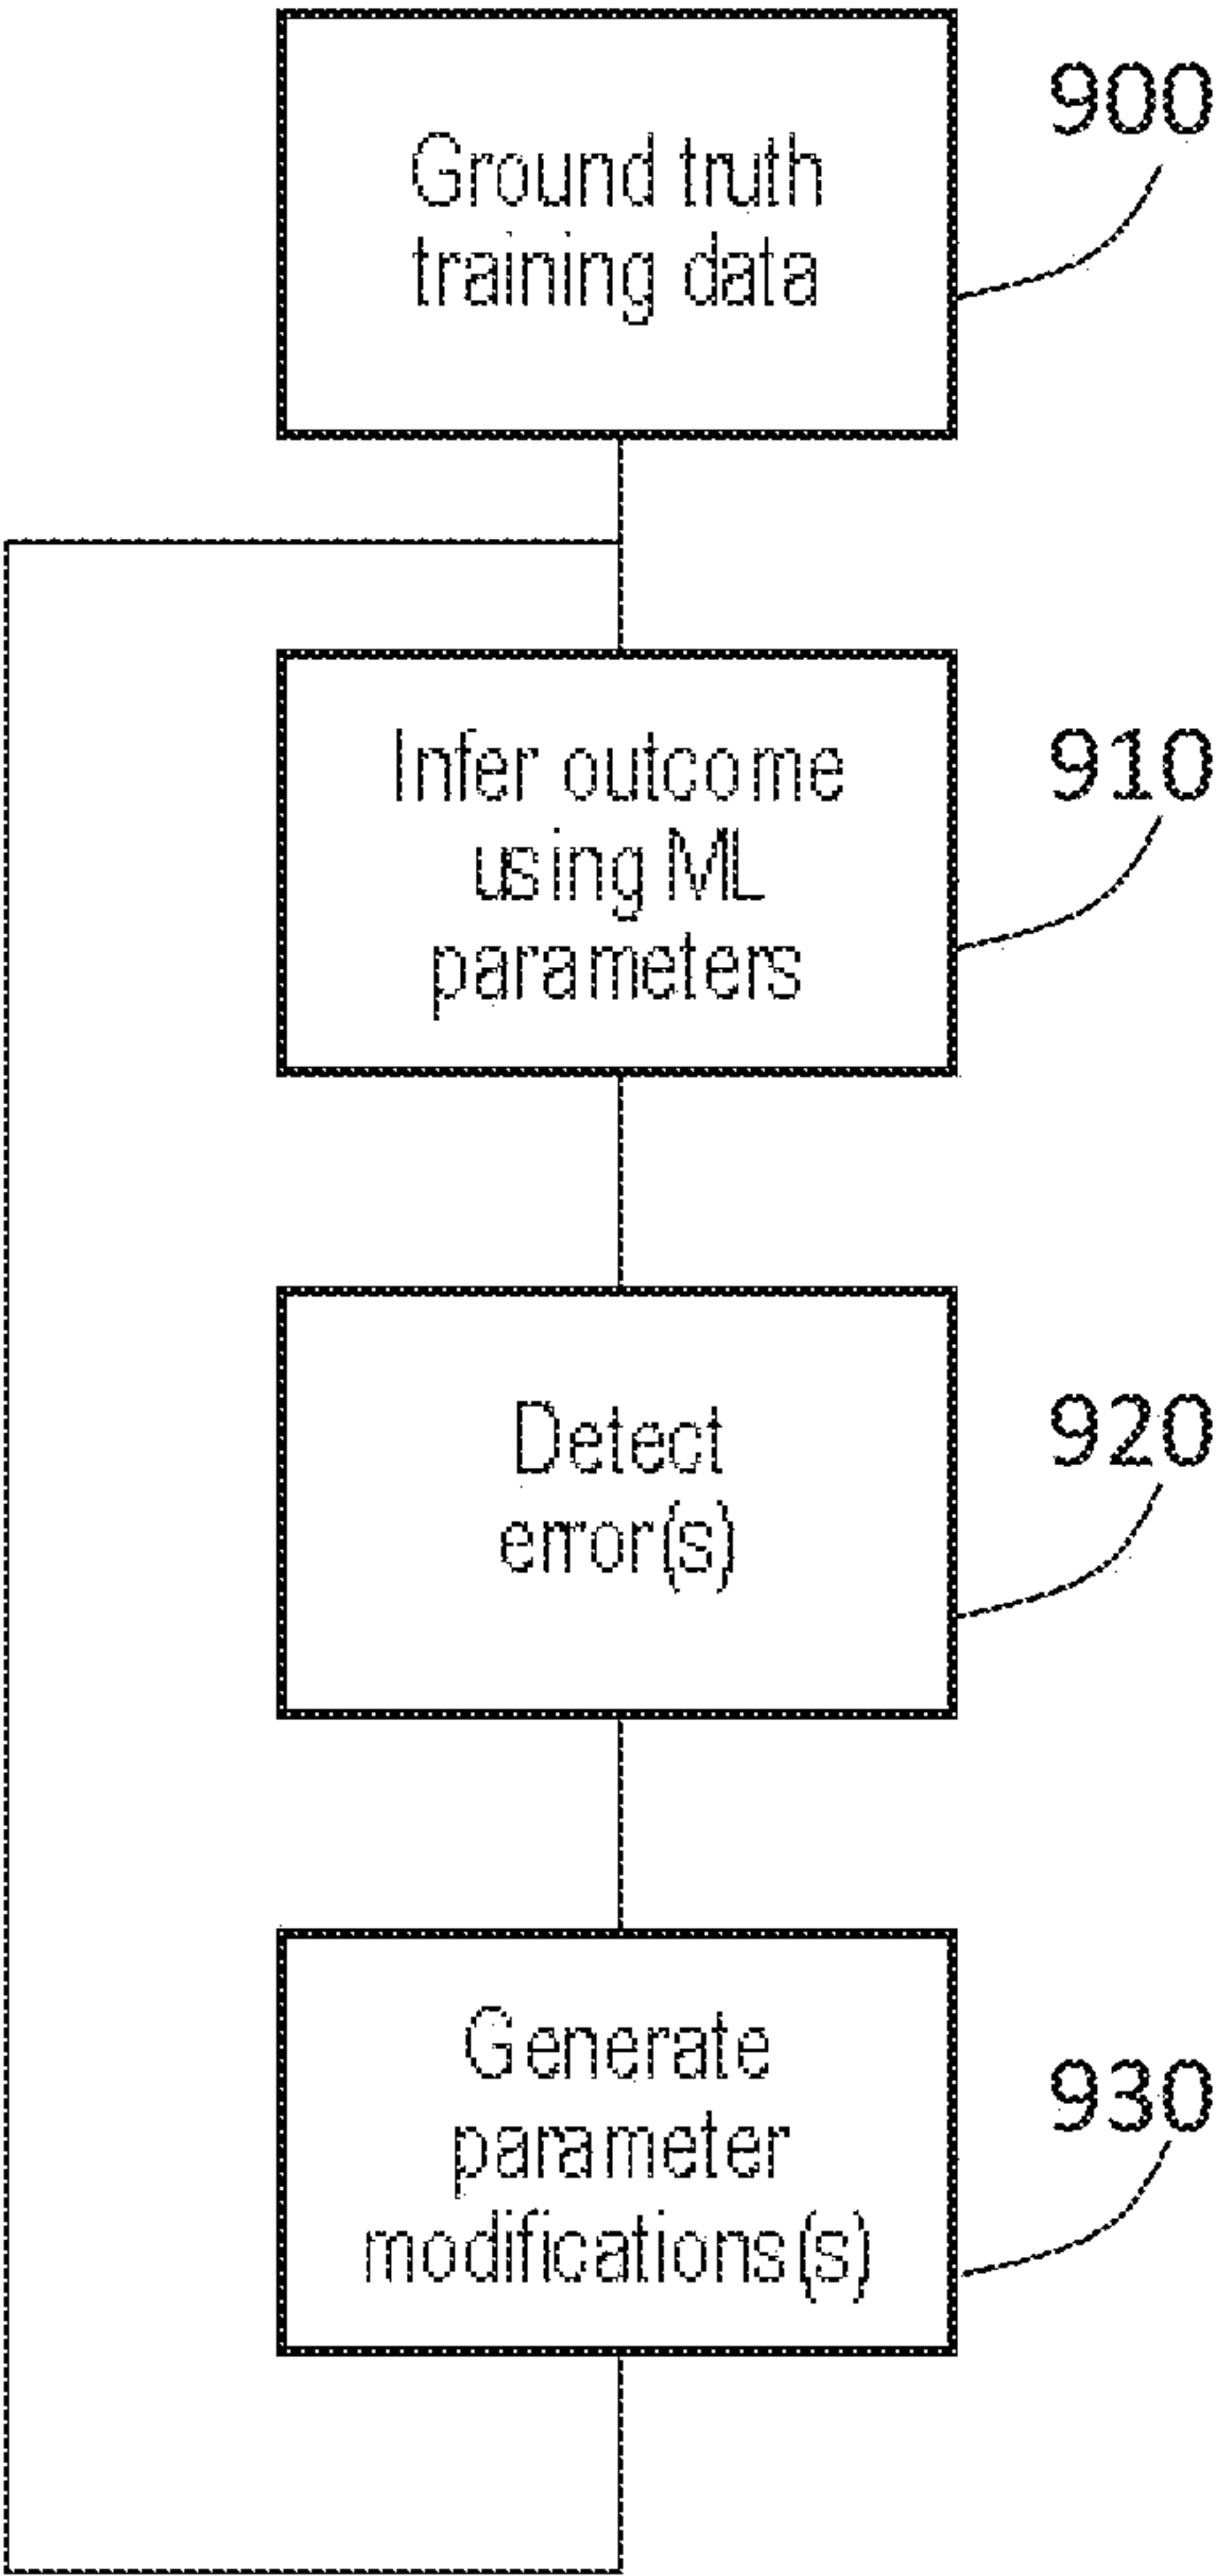 900
Ground truth
training data
910
Infer outcome
using ML
parameters
920
Detect
error(s)
930
Generate
parameter
modifications(s)